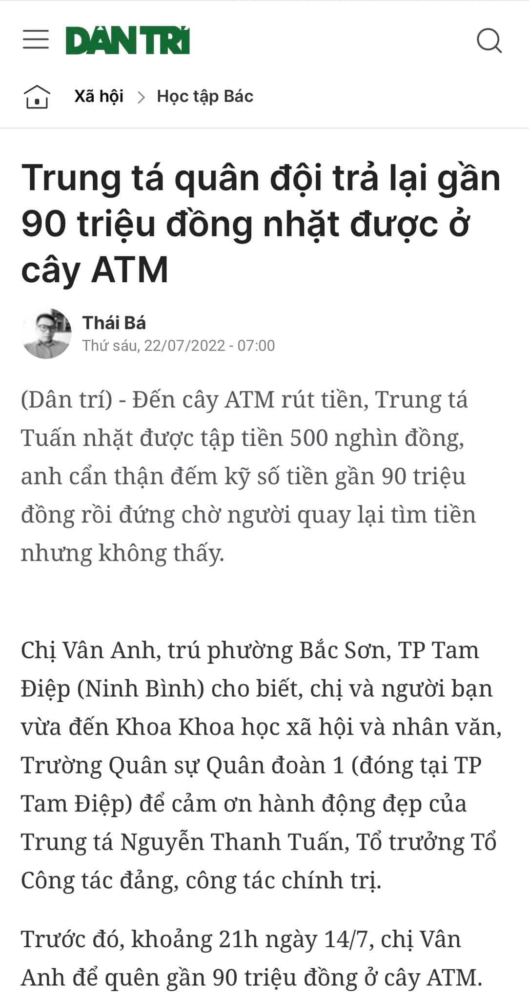 DÂN TRÍ
Xã hội > Học tập Bác
Trung tá quân đội trả lại gần
90 triệu đồng nhặt được ở
cây ATM
Thái Bá
Thứ sáu, 22/07/2022 - 07:00
(Dân trí) - Đến cây ATM rút tiền, Trung tá
Tuấn nhặt được tập tiền 500 nghìn đồng,
anh cẩn thận đếm kỹ số tiền gần 90 triệu
đồng rồi đứng chờ người quay lại tìm tiền
nhưng không thấy.
Chị Vân Anh, trú phường Bắc Sơn, TP Tam
Điệp (Ninh Bình) cho biết, chị và người bạn
vừa đến Khoa Khoa học xã hội và nhân văn,
Trường Quân sự Quân đoàn 1 (đóng tại TP
Tam Điệp) để cảm ơn hành động đẹp của
Trung tá Nguyễn Thanh Tuấn, Tổ trưởng Tổ
Công tác đảng, công tác chính trị.
Trước đó, khoảng 21h ngày 14/7, chị Vân
Anh để quên gần 90 triệu đồng ở cây ATM.